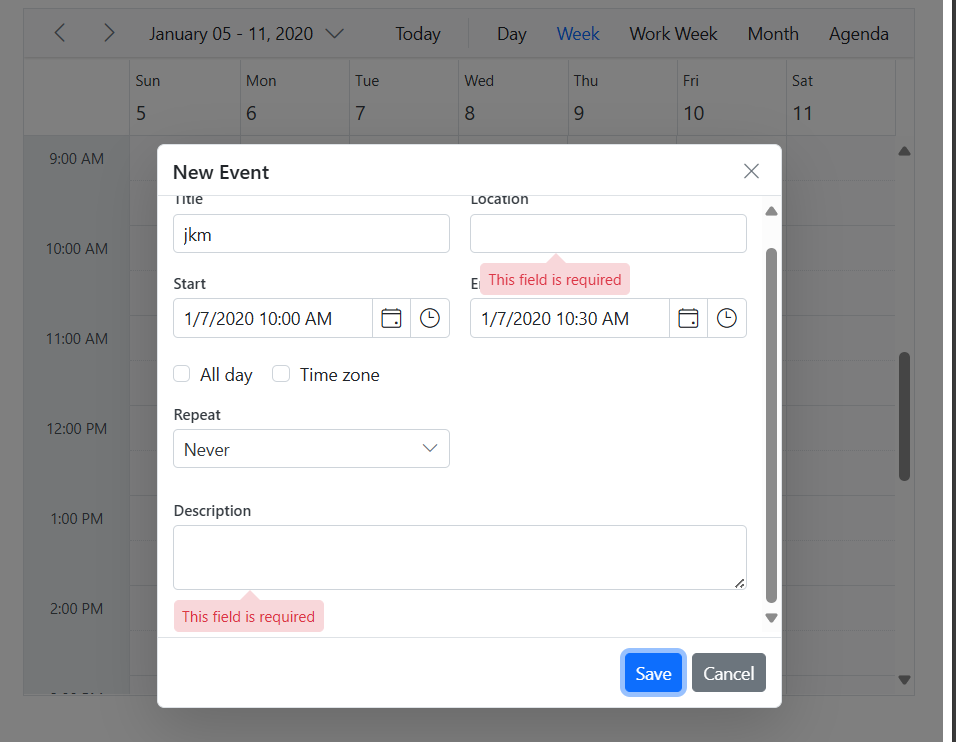 January 05 - 11, 2020 Today Day Week Work Week Month Agenda
Sun Mon Tue Wed Thu Fri Sat
5 6 7 8 9 10 11
9:00 AM
10:00 AM
11:00 AM
12:00 PM
1:00 PM
2:00 PM
New Event
Title Location
jkm
This field is required
Start
1/7/2020 10:00 AM 1/7/2020 10:30 AM
All day Time zone
Repeat
Never
Description
This field is required
Save Cancel